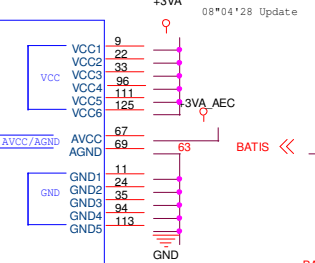 +3VA
08"04'28 Update
VCC1 9
VCC2 22
VCC3 33
VCC VCC4 96
VCC5 111
VCC6 125
+3VA_AEC
AVCC/AGND AVCC 67
AGND 69
63 BATIS
GND1 11
GND2 24
GND GND3 35
GND4 94
GND5 113
GND